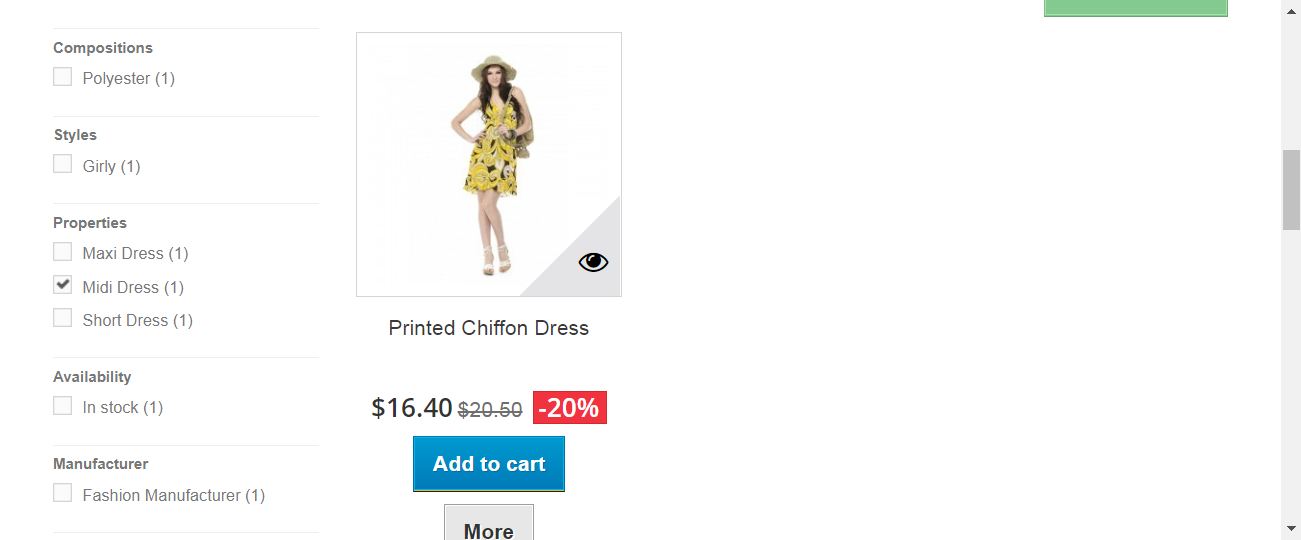 Compositions
Polyester (1)
Styles
Girly (1)
Properties
Maxi Dress (1)
Midi Dress (1)
Short Dress (1)
Availability
In stock (1)
Manufacturer
Fashion Manufacturer (1)
Printed Chiffon Dress
$16.40 $20.50 -20%
Add to cart
More